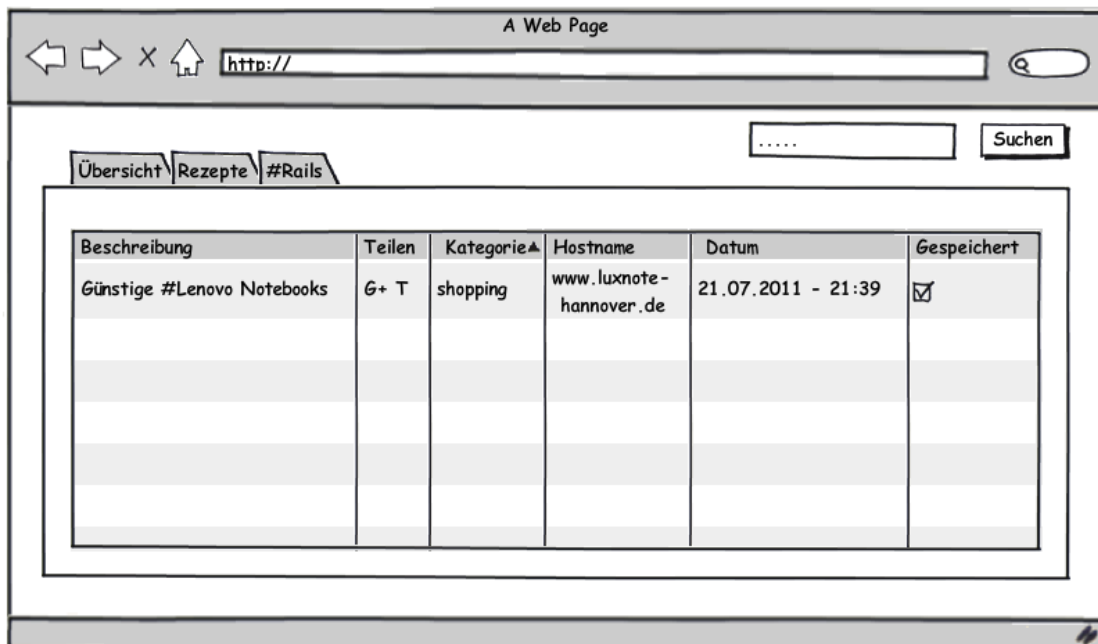 A Web Page
http://
.....
Suchen
Übersicht Rezepte #Rails
Beschreibung Teilen Kategorie▲ Hostname Datum Gespeichert
Günstige #Lenovo Notebooks G+ T shopping www.luxnote-
hannover.de 21.07.2011 - 21:39